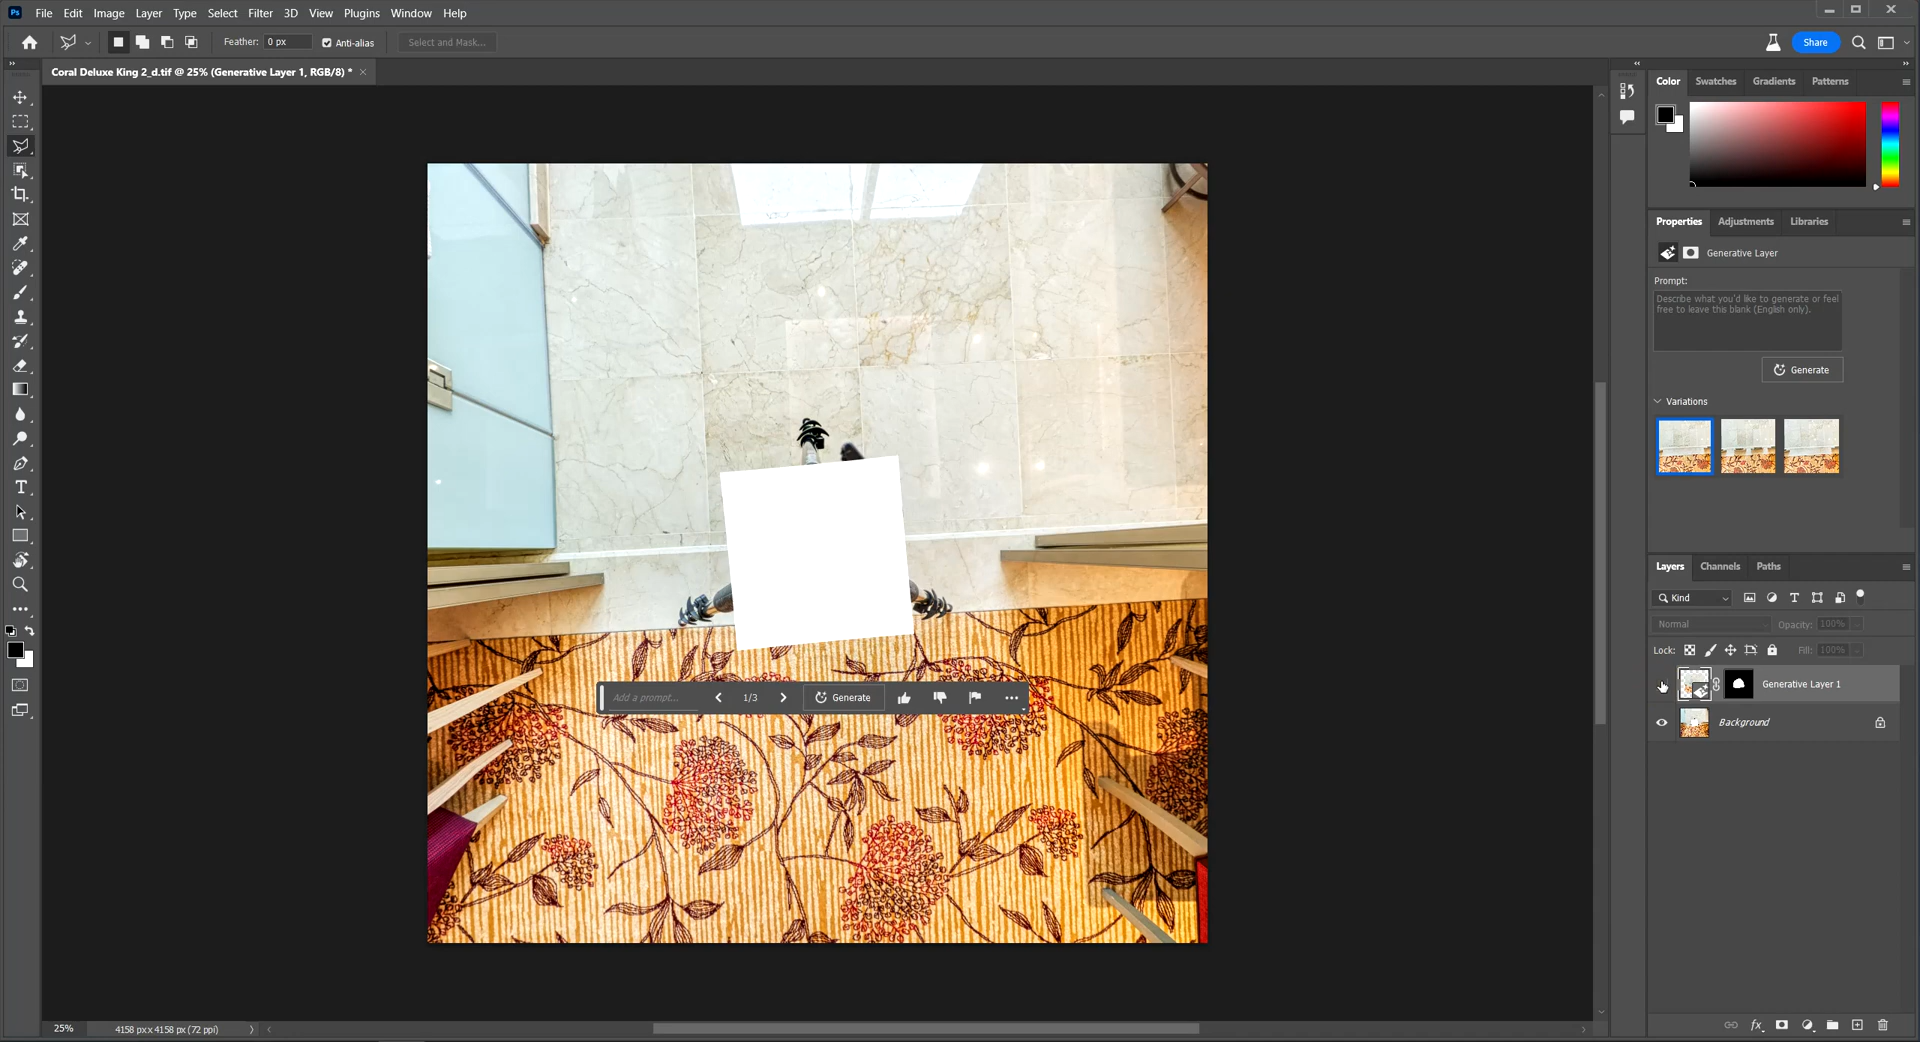 Ps File Edit Image Layer Type Select Filter 3D View Plugins Window Help
Feather: 0 px Anti-alias Select and Mask... Share
Coral Deluxe King 2_d.tif @ 25% (Generative Layer 1, RGB/8) *
Color Swatches Gradients Patterns
Properties Adjustments Libraries
Generative Layer
Prompt:
Describe what you'd like to generate or feel
free to leave this blank (English only).
Generate
Variations
Layers Channels Paths
Kind
Normal Opacity: 100%
Lock: Fill: 100%
Generative Layer 1
Background
Add a prompt... 1/3 Generate
25% 4158 px x 4158 px (72 ppi)
fx